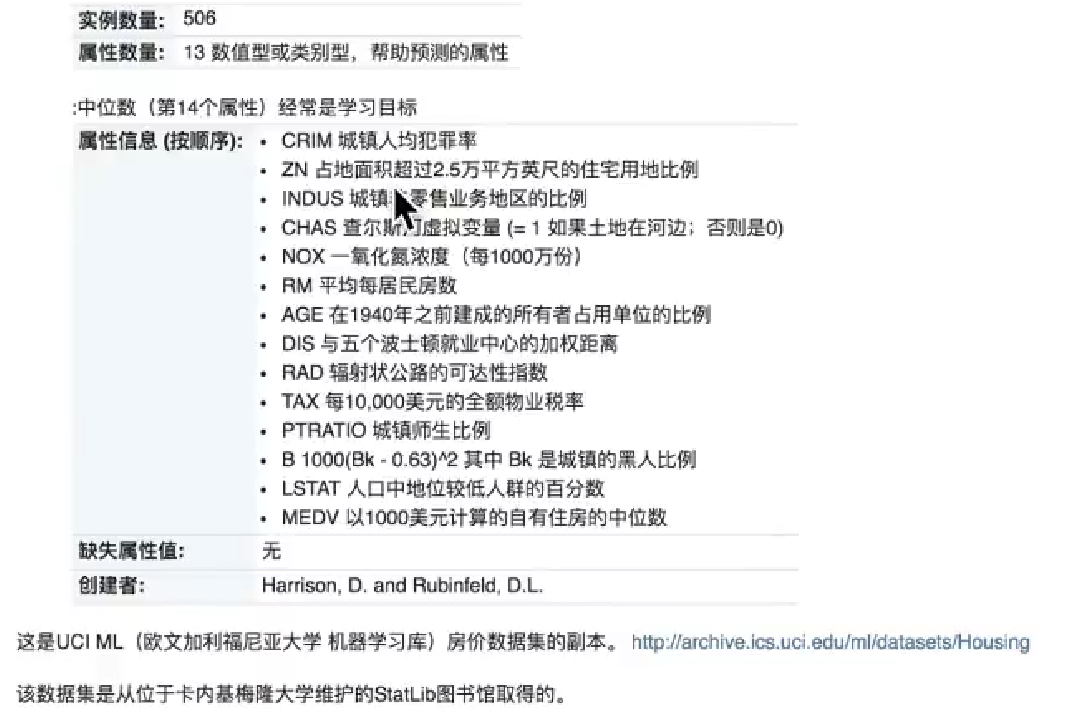 实例数量: 506
属性数量: 13 数值型或类别型，帮助预测的属性
:中位数（第14个属性）经常是学习目标
属性信息 (按顺序): • CRIM 城镇人均犯罪率
• ZN 占地面积超过2.5万平方英尺的住宅用地比例
• INDUS 城镇零售业务地区的比例
• CHAS 查尔斯河虚拟变量 (= 1 如果土地在河边；否则是0)
• NOX 一氧化氮浓度（每1000万份）
• RM 平均每居民房数
• AGE 在1940年之前建成的所有者占用单位的比例
• DIS 与五个波士顿就业中心的加权距离
• RAD 辐射状公路的可达性指数
• TAX 每10,000美元的全额物业税率
• PTRATIO 城镇师生比例
• B 1000(Bk - 0.63)^2 其中 Bk 是城镇的黑人比例
• LSTAT 人口中地位较低人群的百分数
• MEDV 以1000美元计算的自有住房的中位数
缺失属性值: 无
创建者: Harrison, D. and Rubinfeld, D.L.
这是UCI ML（欧文加利福尼亚大学 机器学习库）房价数据集的副本。 http://archive.ics.uci.edu/ml/datasets/Housing
该数据集是从位于卡内基梅隆大学维护的StatLib图书馆取得的。